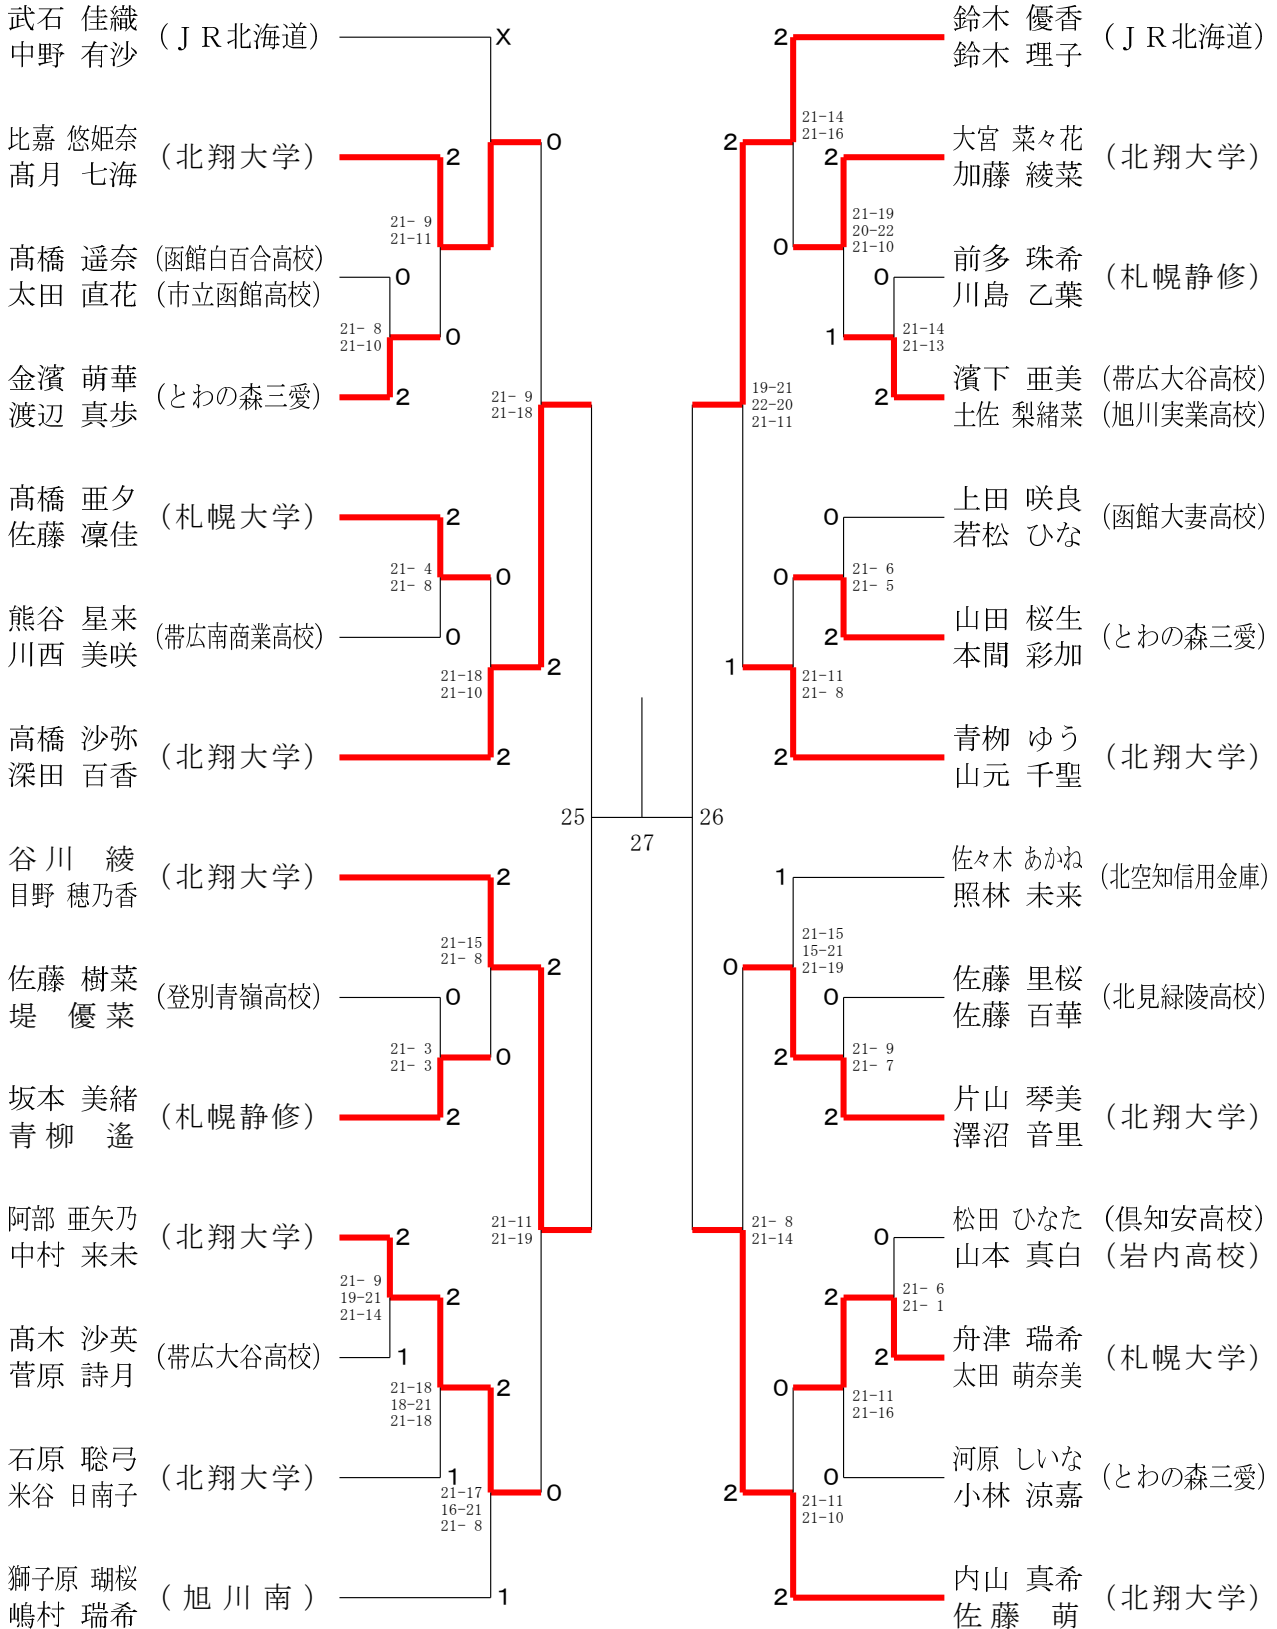 武石 佳織
中野 有沙
(ＪＲ北海道)
X
比嘉 悠姫奈
髙月 七海
(北翔大学)
2
0
21- 9
21-11
髙橋 遥奈 (函館白百合高校)
太田 直花 (市立函館高校)
0
21- 8
21-10
0
金濱 萌華
渡辺 真歩
(とわの森三愛)
2
21- 9
21-18
髙橋 亜夕
佐藤 凜佳
(札幌大学)
2
21- 4
21- 8
0
熊谷 星来
川西 美咲
(帯広南商業高校)
0
21-18
21-10
2
高橋 沙弥
深田 百香
(北翔大学)
2
25
谷川 綾
目野 穂乃香
(北翔大学)
2
21-15
21- 8
2
佐藤 樹菜
堤 優菜
(登別青嶺高校)
0
21- 3
21- 3
0
坂本 美緒
青柳 遙
(札幌静修)
2
21-11
21-19
阿部 亜矢乃
中村 来未
(北翔大学)
2
21- 9
19-21
21-14
2
髙木 沙英
菅原 詩月
(帯広大谷高校)
1
21-18
18-21
21-18
2
石原 聡弓
米谷 日南子
(北翔大学)
1
21-17
16-21
21- 8
0
獅子原 瑚桜
嶋村 瑞希
(旭川南)
1
27
2
鈴木 優香
鈴木 理子
(ＪＲ北海道)
21-14
21-16
2
2
大宮 菜々花
加藤 綾菜
(北翔大学)
21-19
20-22
21-10
0
0
前多 珠希
川島 乙葉
(札幌静修)
21-14
21-13
1
2
濱下 亜美 (帯広大谷高校)
土佐 梨緒菜 (旭川実業高校)
19-21
22-20
21-11
0
上田 咲良
若松 ひな
(函館大妻高校)
21- 6
21- 5
0
2
山田 桜生
本間 彩加
(とわの森三愛)
21-11
21- 8
1
2
青栁 ゆう
山元 千聖
(北翔大学)
26
1
佐々木 あかね
照林 未来
(北空知信用金庫)
21-15
15-21
21-19
0
0
佐藤 里桜
佐藤 百華
(北見緑陵高校)
21- 9
21- 7
2
2
片山 琴美
澤沼 音里
(北翔大学)
21- 8
21-14
0
松田 ひなた (倶知安高校)
山本 真白 (岩内高校)
21- 6
21- 1
2
2
舟津 瑞希
太田 萌奈美
(札幌大学)
21-11
21-16
0
0
河原 しいな
小林 涼嘉
(とわの森三愛)
21-11
21-10
2
2
内山 真希
佐藤 萌
(北翔大学)